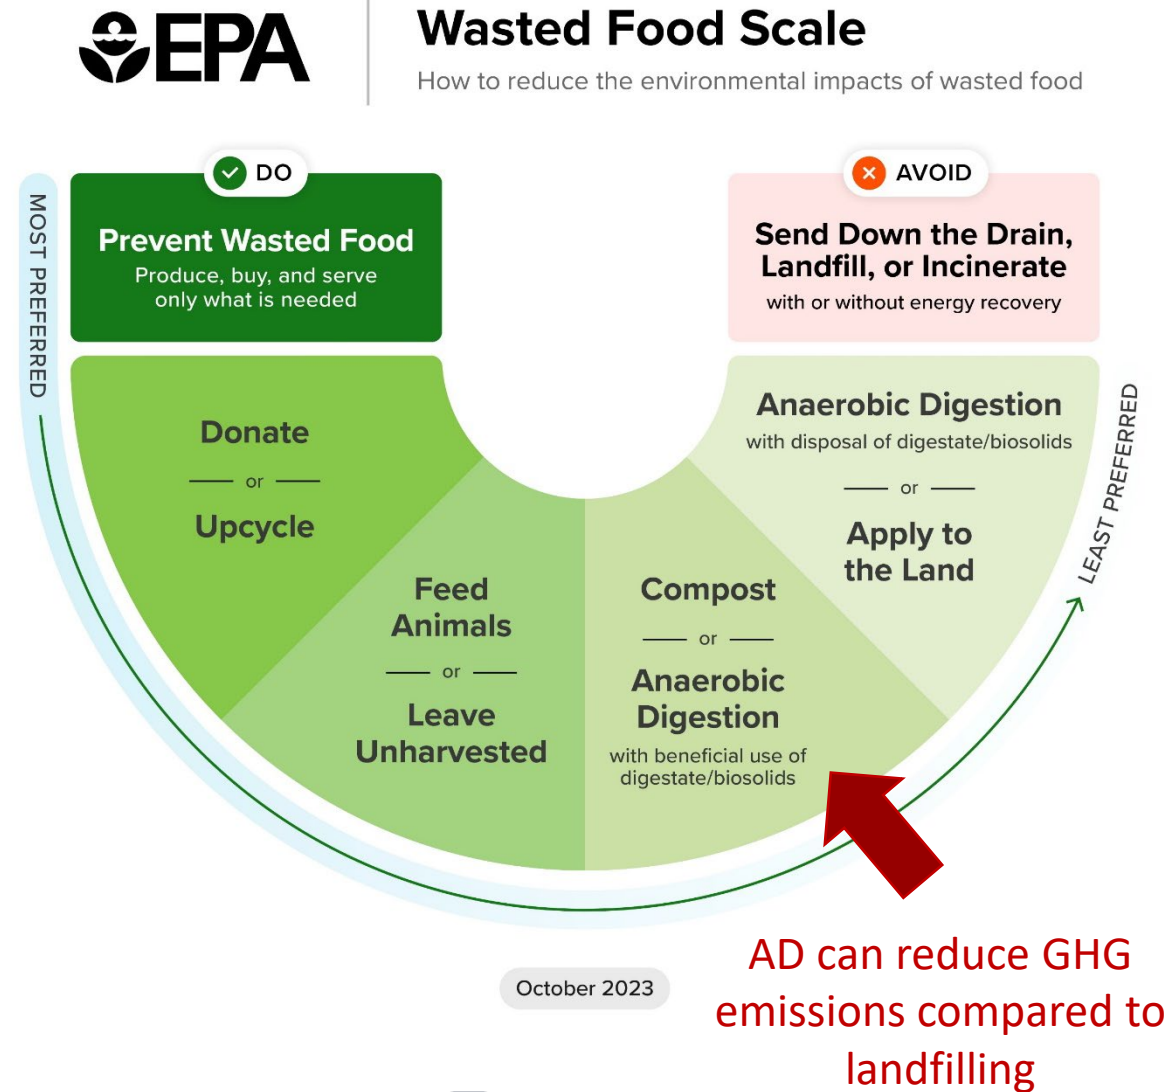 EPA
Wasted Food Scale
How to reduce the environmental impacts of wasted food
MOST PREFERRED
DO
Prevent Wasted Food
Produce, buy, and serve
only what is needed
AVOID
Send Down the Drain,
Landfill, or Incinerate
with or without energy recovery
Donate
or
Upcycle
Feed
Animals
or
Leave
Unharvested
Compost
or
Anaerobic
Digestion
with beneficial use of
digestate/biosolids
Anaerobic Digestion
with disposal of digestate/biosolids
or
Apply to
the Land
LEAST PREFERRED
October 2023
AD can reduce GHG
emissions compared to
landfilling